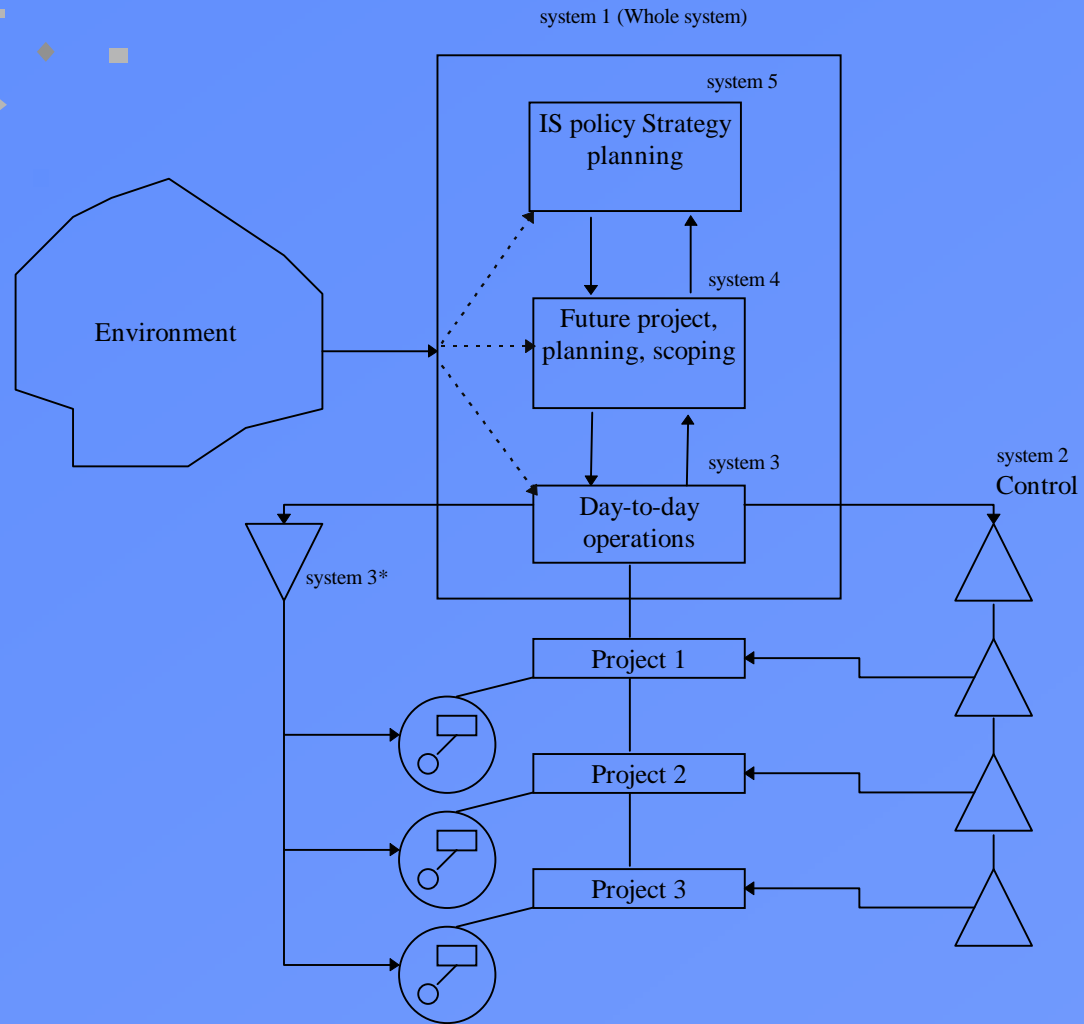 system 1 (Whole system)
system 5
IS policy Strategy
planning
system 4
Future project,
planning, scoping
Environment
system 3
Day-to-day
operations
system 2
Control
system 3*
Project 1
Project 2
Project 3